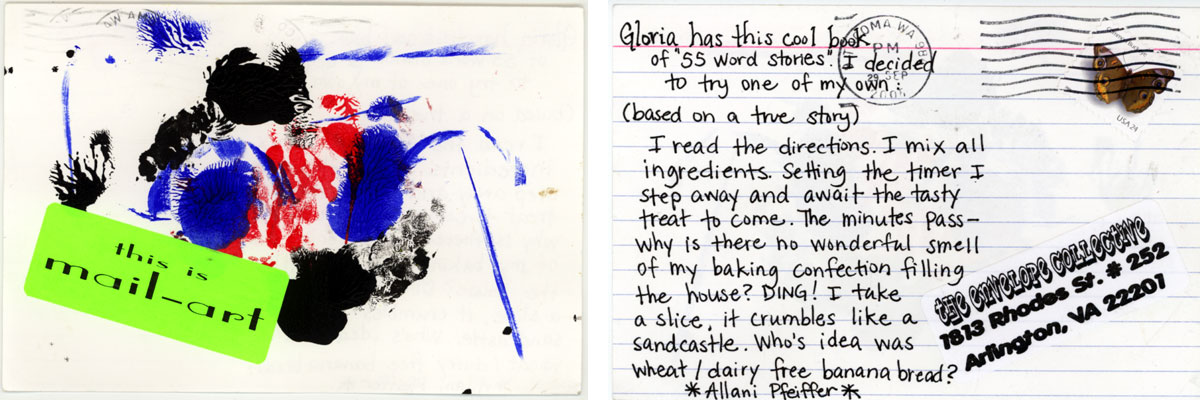 this is
mail-art
Gloria has this cool book
of "55 word stories." I decided
to try one of my own:
(based on a true story)
I read the directions. I mix all
ingredients. Setting the timer I
step away and await the tasty
treat to come. The minutes pass—
why is there no wonderful smell
of my baking confection filling
the house? DING! I take
a slice, it crumbles like a
sandcastle. Who's idea was
wheat/dairy free banana bread?
*Allani Pfeiffer*
TACOMA WA
PM
29 SEP
USA24
THE ENVELOPE COLLECTIVE
1813 Rhodes St. # 252
Arlington, VA 22201